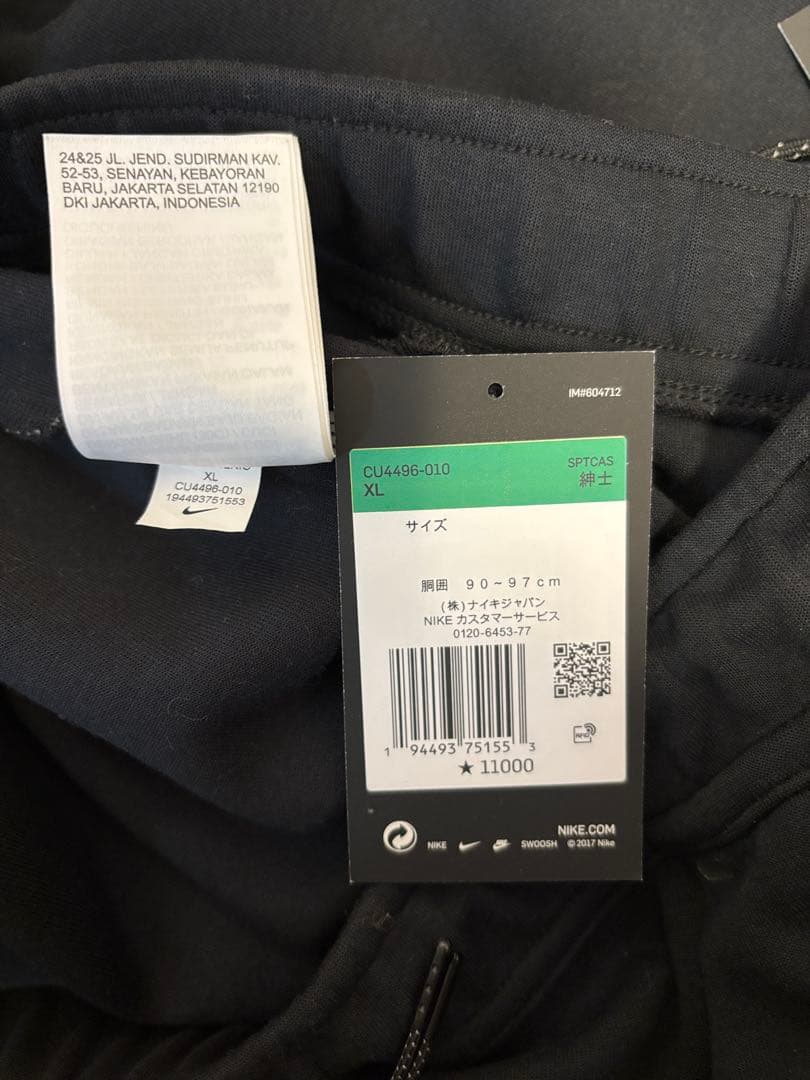 24&25 JL. JEND. SUDIRMAN KAV.
52-53, SENAYAN, KEBAYORAN
BARU, JAKARTA SELATAN 12190
DKI JAKARTA, INDONESIA
XL
CU4496-010
194493751553
IM#604712
CU4496-010
SPTCAS
XL
紳士
サイズ
胴囲 90~97cm
(株)ナイキジャパン
NIKE カスタマーサービス
0120-6453-77
1 94493 75155 3
RFID
★11000
NIKE.COM
NIKE SWOOSH © 2017 Nike